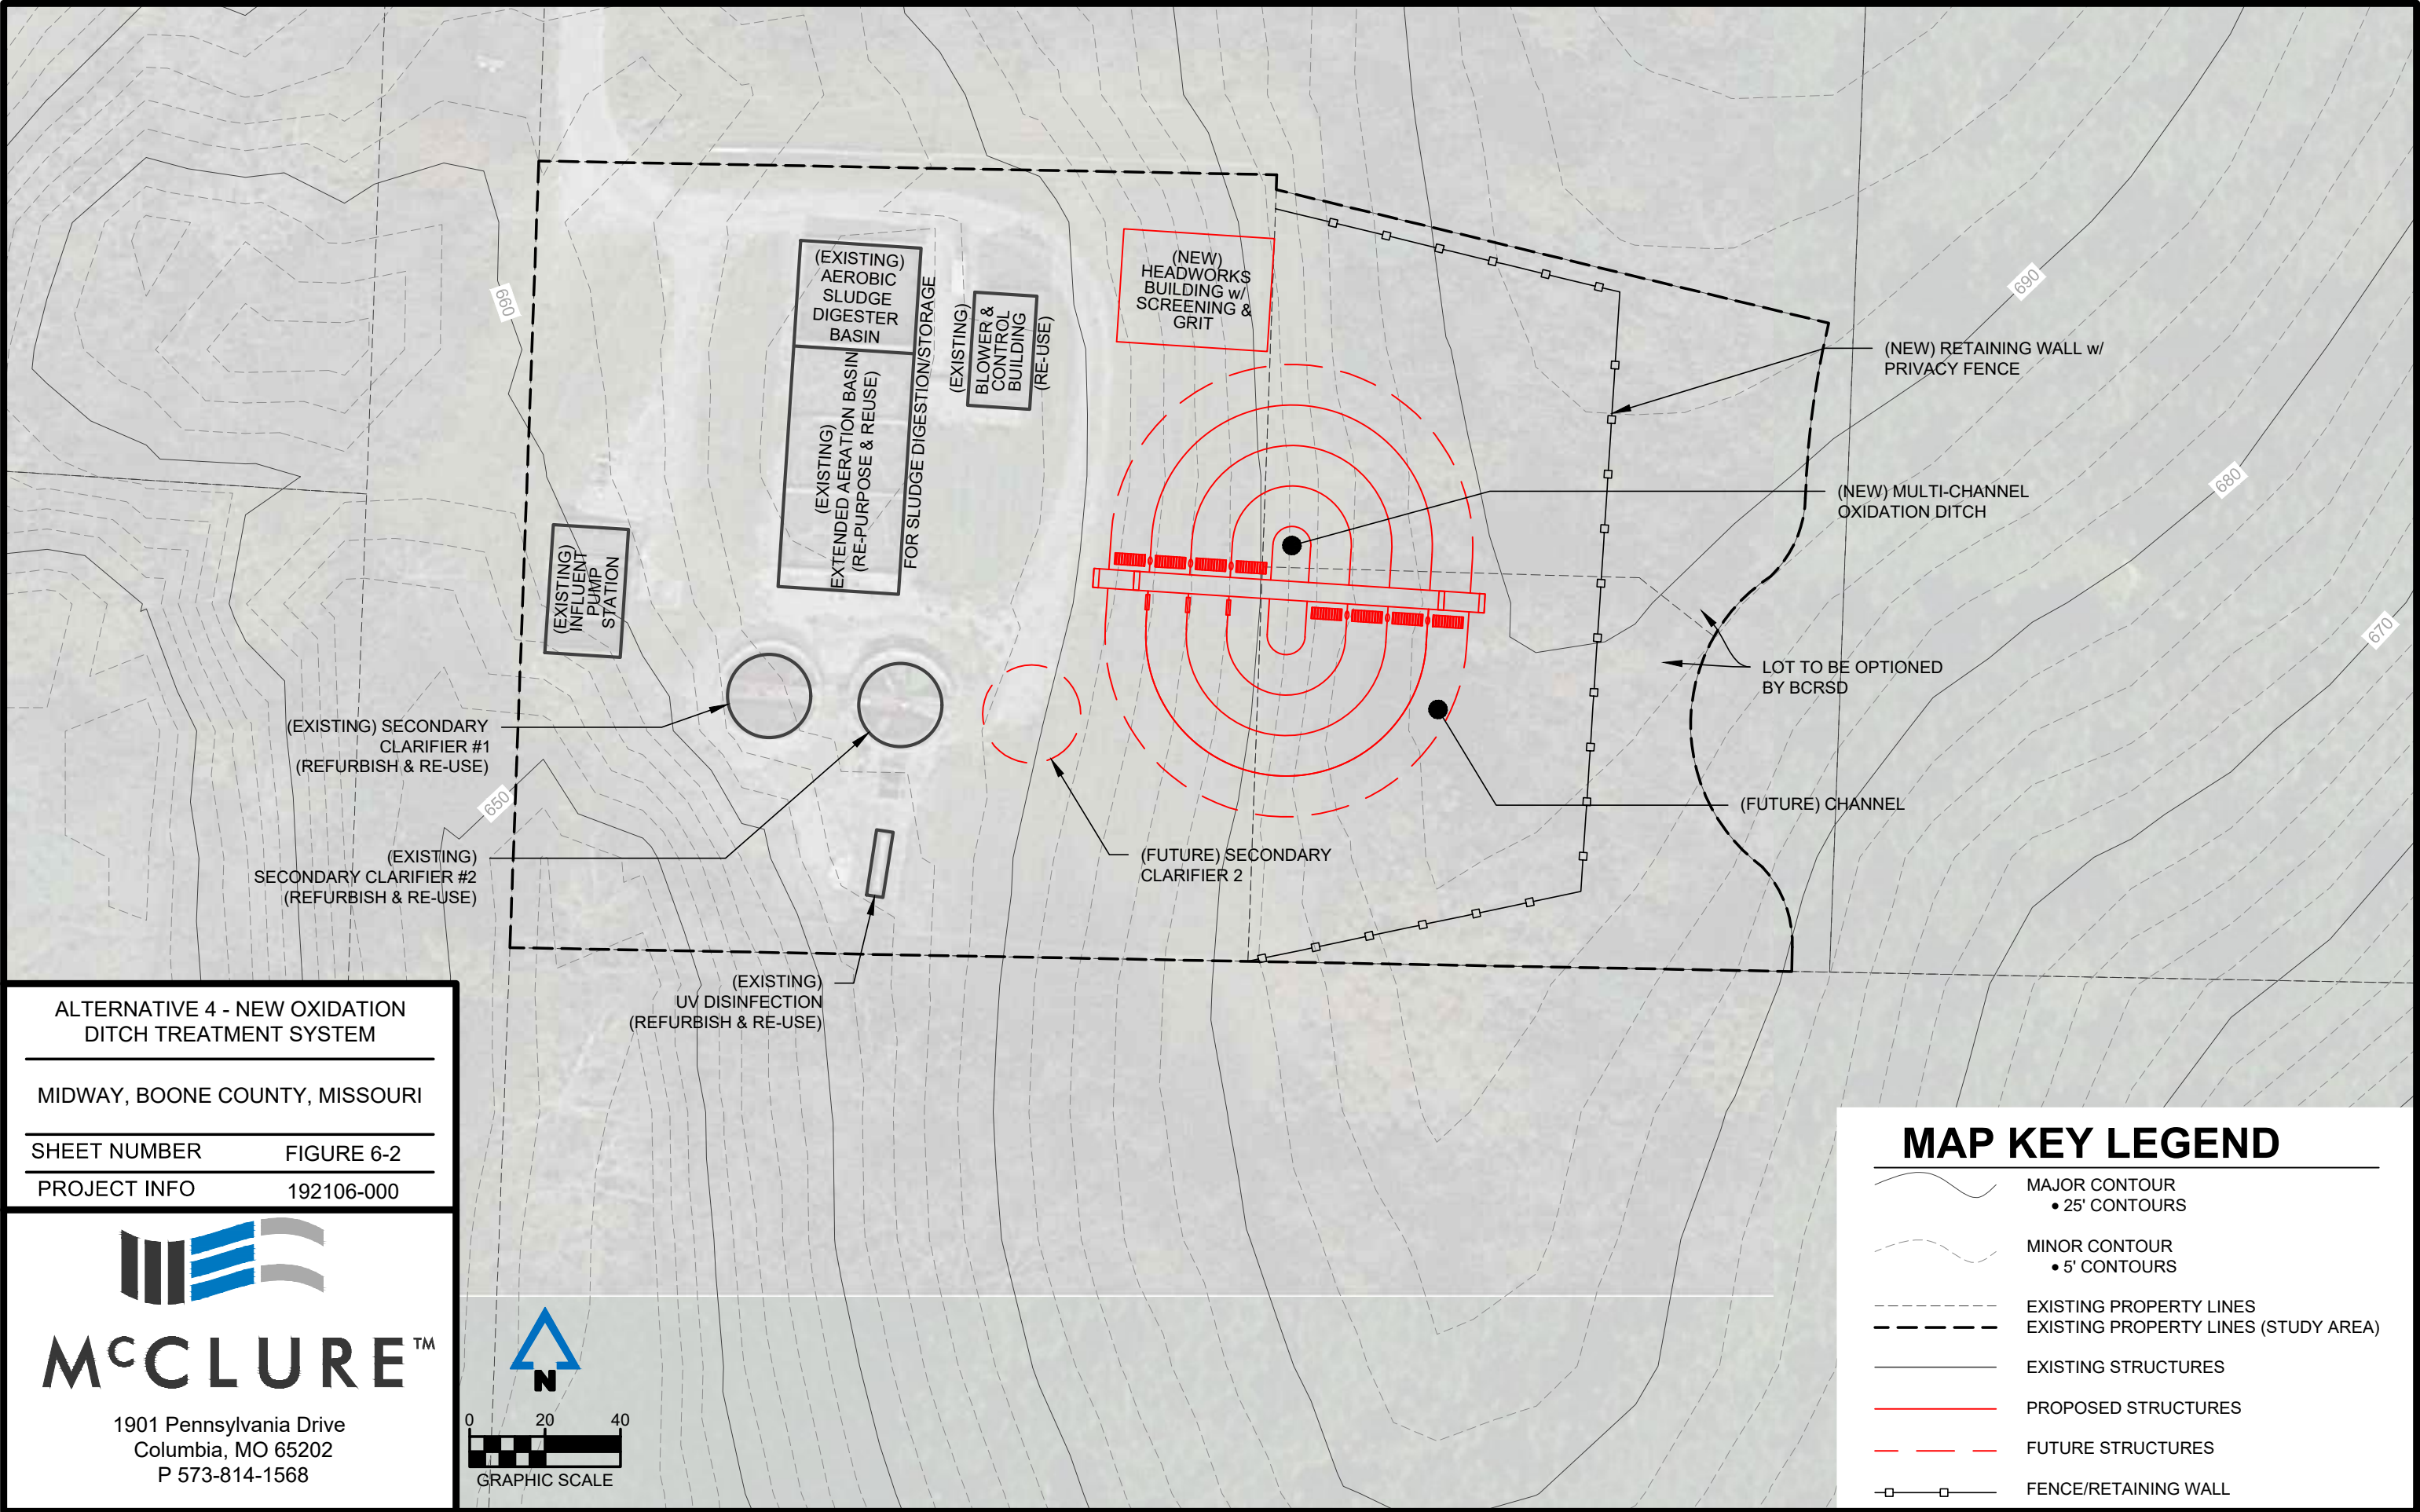 660
(EXISTING)
AEROBIC
SLUDGE
DIGESTER
BASIN
(EXISTING)
EXTENDED AERATION BASIN
(RE-PURPOSE & REUSE)
FOR SLUDGE DIGESTION/STORAGE
(EXISTING)
BLOWER &
CONTROL
BUILDING
(RE-USE)
(NEW)
HEADWORKS
BUILDING w/
SCREENING &
GRIT
690
(NEW) RETAINING WALL w/
PRIVACY FENCE
680
(NEW) MULTI-CHANNEL
OXIDATION DITCH
670
(EXISTING)
INFLUENT
PUMP
STATION
LOT TO BE OPTIONED
BY BCRSD
(EXISTING) SECONDARY
CLARIFIER #1
(REFURBISH & RE-USE)
650
(FUTURE) CHANNEL
(EXISTING)
SECONDARY CLARIFIER #2
(REFURBISH & RE-USE)
(FUTURE) SECONDARY
CLARIFIER 2
(EXISTING)
UV DISINFECTION
(REFURBISH & RE-USE)
ALTERNATIVE 4 - NEW OXIDATION
DITCH TREATMENT SYSTEM
MIDWAY, BOONE COUNTY, MISSOURI
SHEET NUMBER FIGURE 6-2
PROJECT INFO 192106-000
McCLURE™
1901 Pennsylvania Drive
Columbia, MO 65202
P 573-814-1568
N
0 20 40
GRAPHIC SCALE
MAP KEY LEGEND
MAJOR CONTOUR
• 25' CONTOURS
MINOR CONTOUR
• 5' CONTOURS
EXISTING PROPERTY LINES
EXISTING PROPERTY LINES (STUDY AREA)
EXISTING STRUCTURES
PROPOSED STRUCTURES
FUTURE STRUCTURES
FENCE/RETAINING WALL